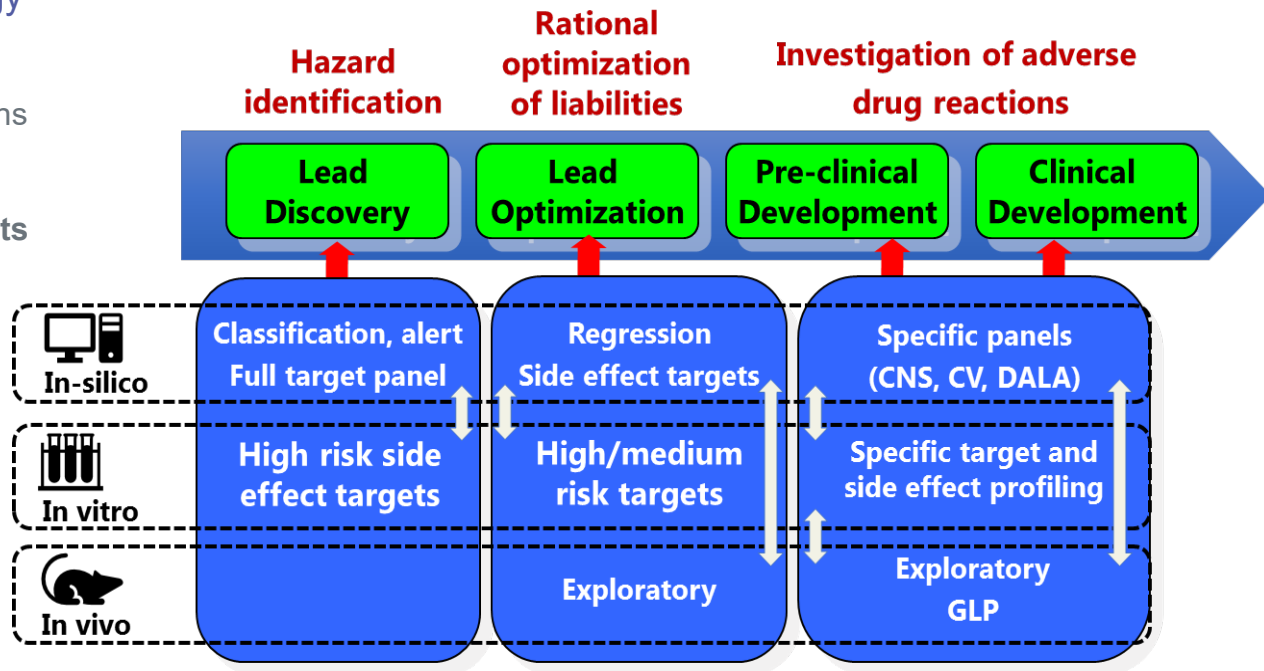 gy
ns
ts
Hazard
identification
Rational
optimization
of liabilities
Investigation of adverse
drug reactions
Lead
Discovery
Lead
Optimization
Pre-clinical
Development
Clinical
Development
In-silico
Classification, alert
Full target panel
Regression
Side effect targets
Specific panels
(CNS, CV, DALA)
In vitro
High risk side
effect targets
High/medium
risk targets
Specific target and
side effect profiling
In vivo
Exploratory
Exploratory
GLP